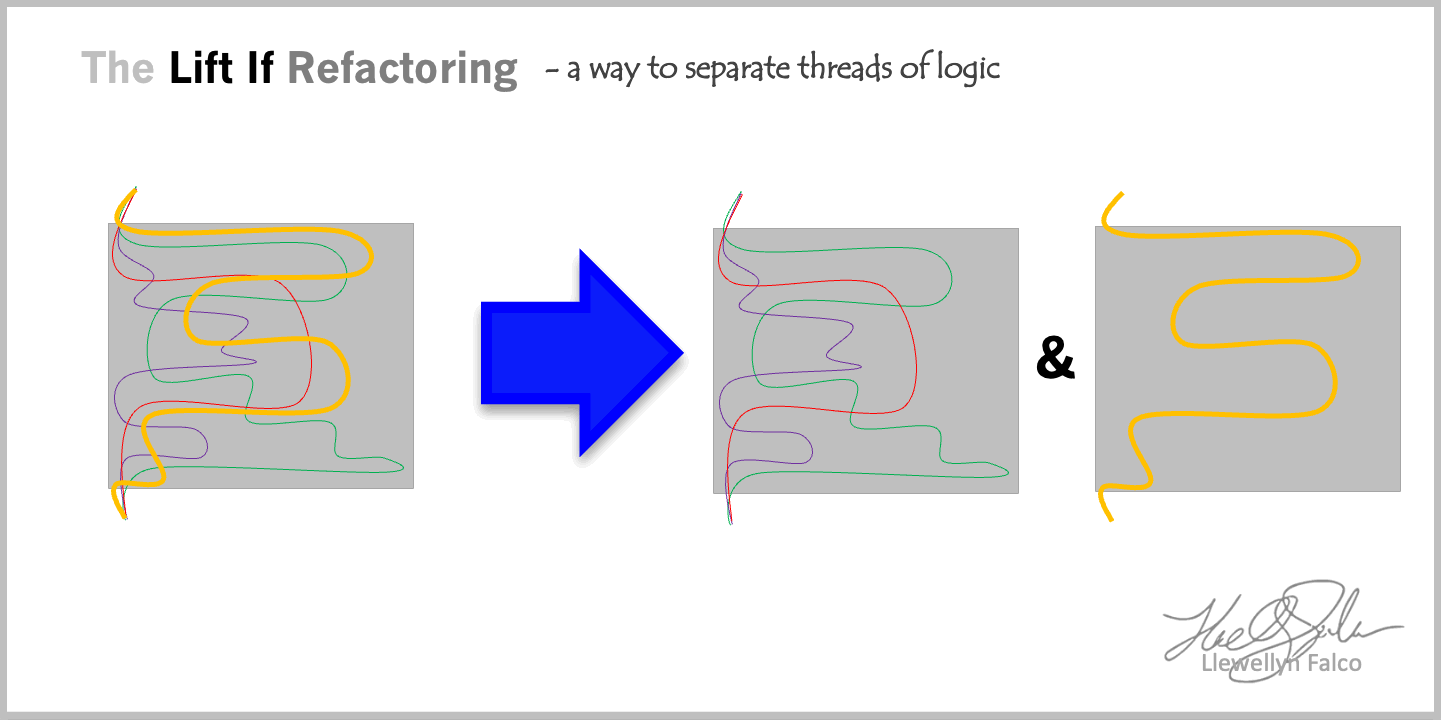 The Lift If Refactoring - a way to separate threads of logic
&
Llewellyn Falco